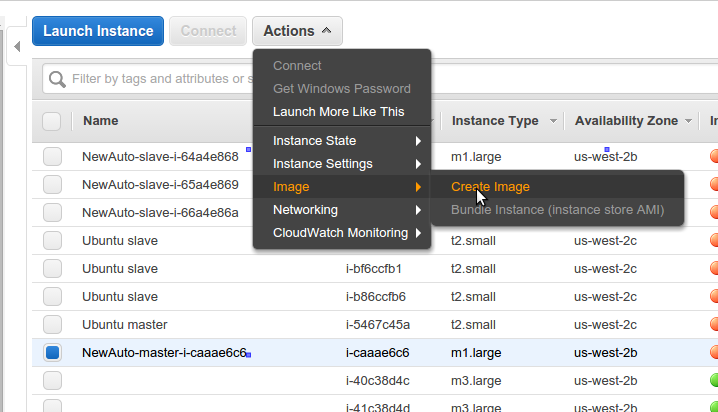 Launch Instance Connect Actions
Connect
Filter by tags and attributes or s
Get Windows Password
Launch More Like This
Name Instance Type Availability Zone In
Instance State
NewAuto-slave-i-64a4e868 m1.large us-west-2b
Instance Settings
NewAuto-slave-i-65a4e869
Image Create Image
NewAuto-slave-i-66a4e86a
Networking Bundle Instance (instance store AMI)
CloudWatch Monitoring
Ubuntu slave t2.small us-west-2c
Ubuntu slave i-bf6ccfb1 t2.small us-west-2c
Ubuntu slave i-b86ccfb6 t2.small us-west-2c
Ubuntu master i-5467c45a t2.small us-west-2c
NewAuto-master-i-caaae6c6 i-caaae6c6 m1.large us-west-2b
i-40c38d4c m3.large us-west-2b
i-41c38d4d m3.large us-west-2b